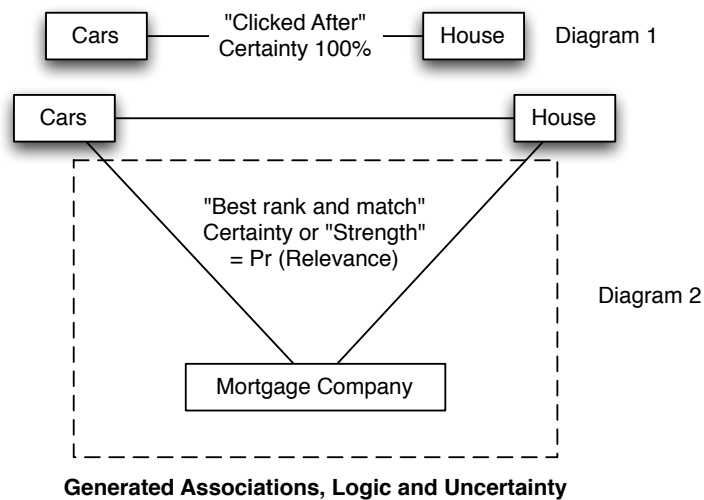 Cars
"Clicked After"
Certainty 100%
House
Diagram 1
Cars
House
"Best rank and match"
Certainty or "Strength"
= Pr (Relevance)
Diagram 2
Mortgage Company
Generated Associations, Logic and Uncertainty